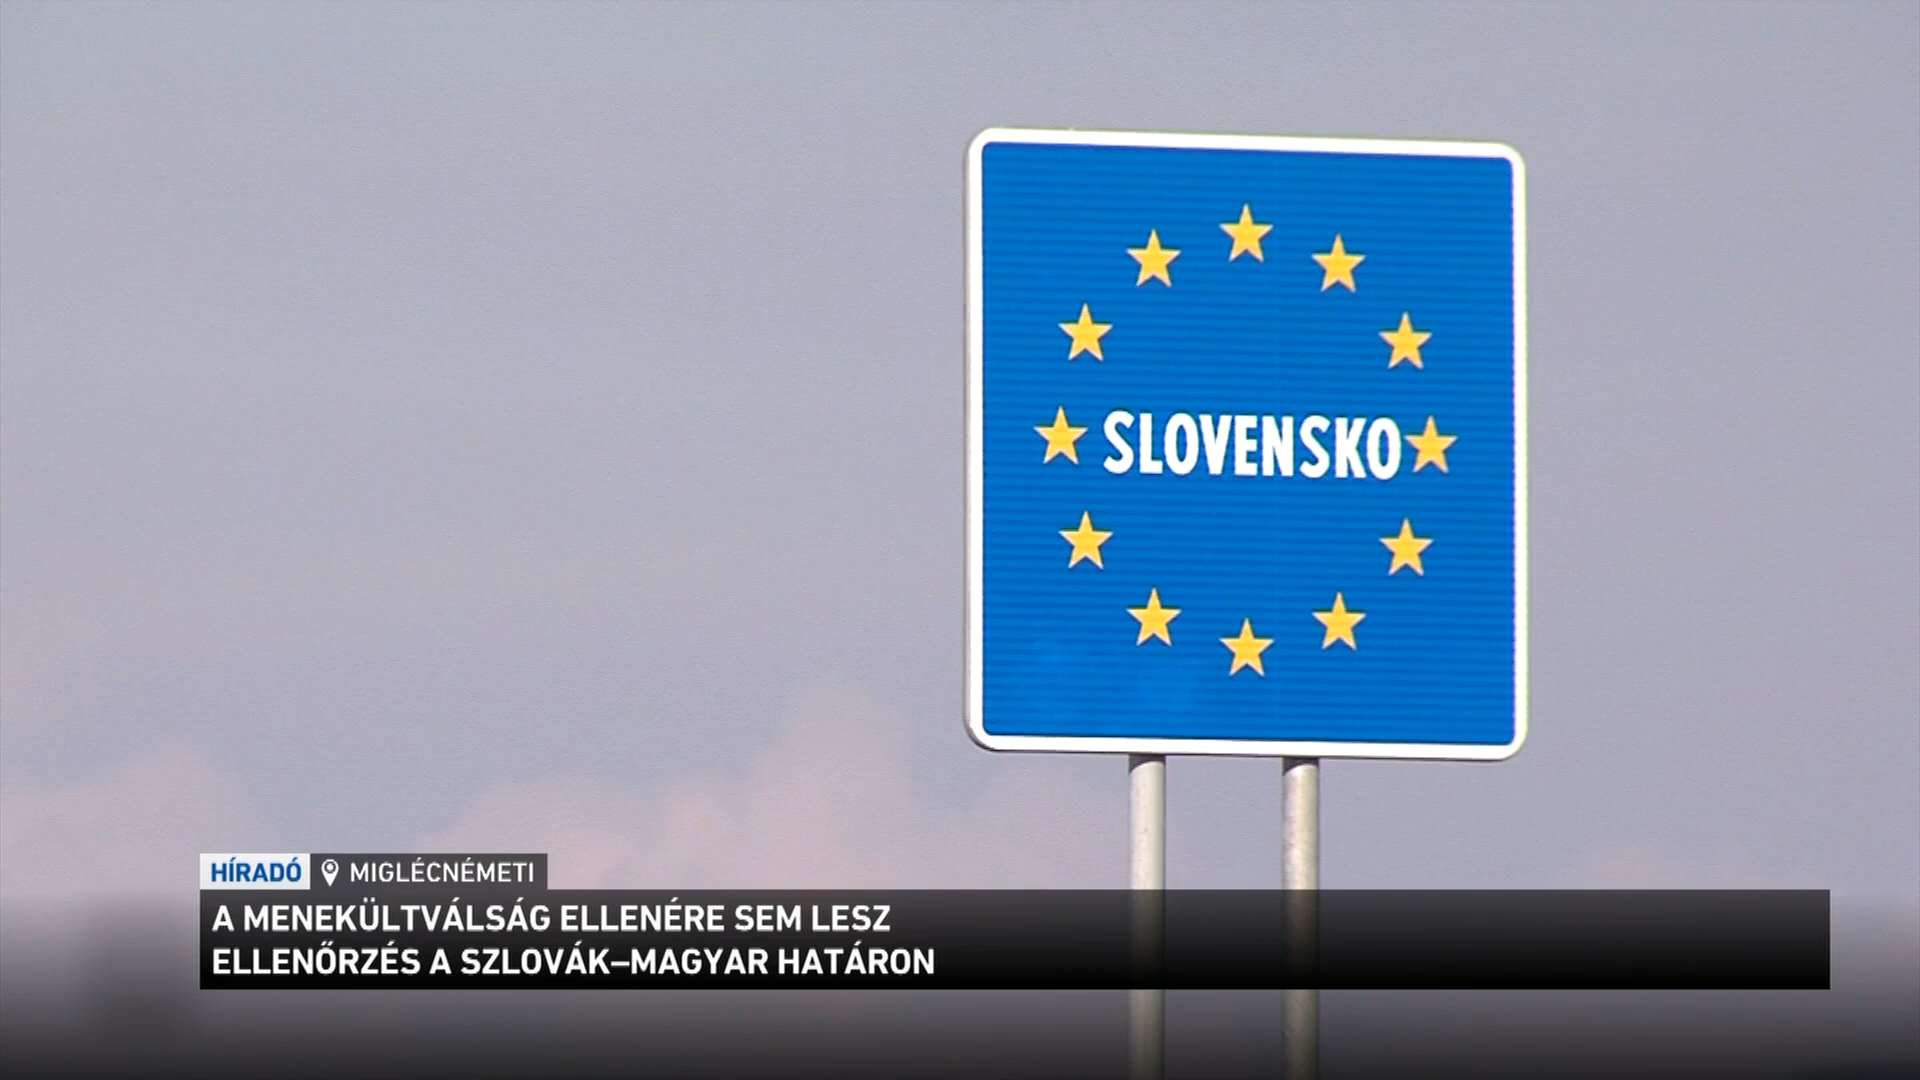 SLOVENSKO
HÍRADÓ MIGLÉCNÉMETI
A MENEKÜLTVÁLSÁG ELLENÉRE SEM LESZ
ELLENŐRZÉS A SZLOVÁK–MAGYAR HATÁRON